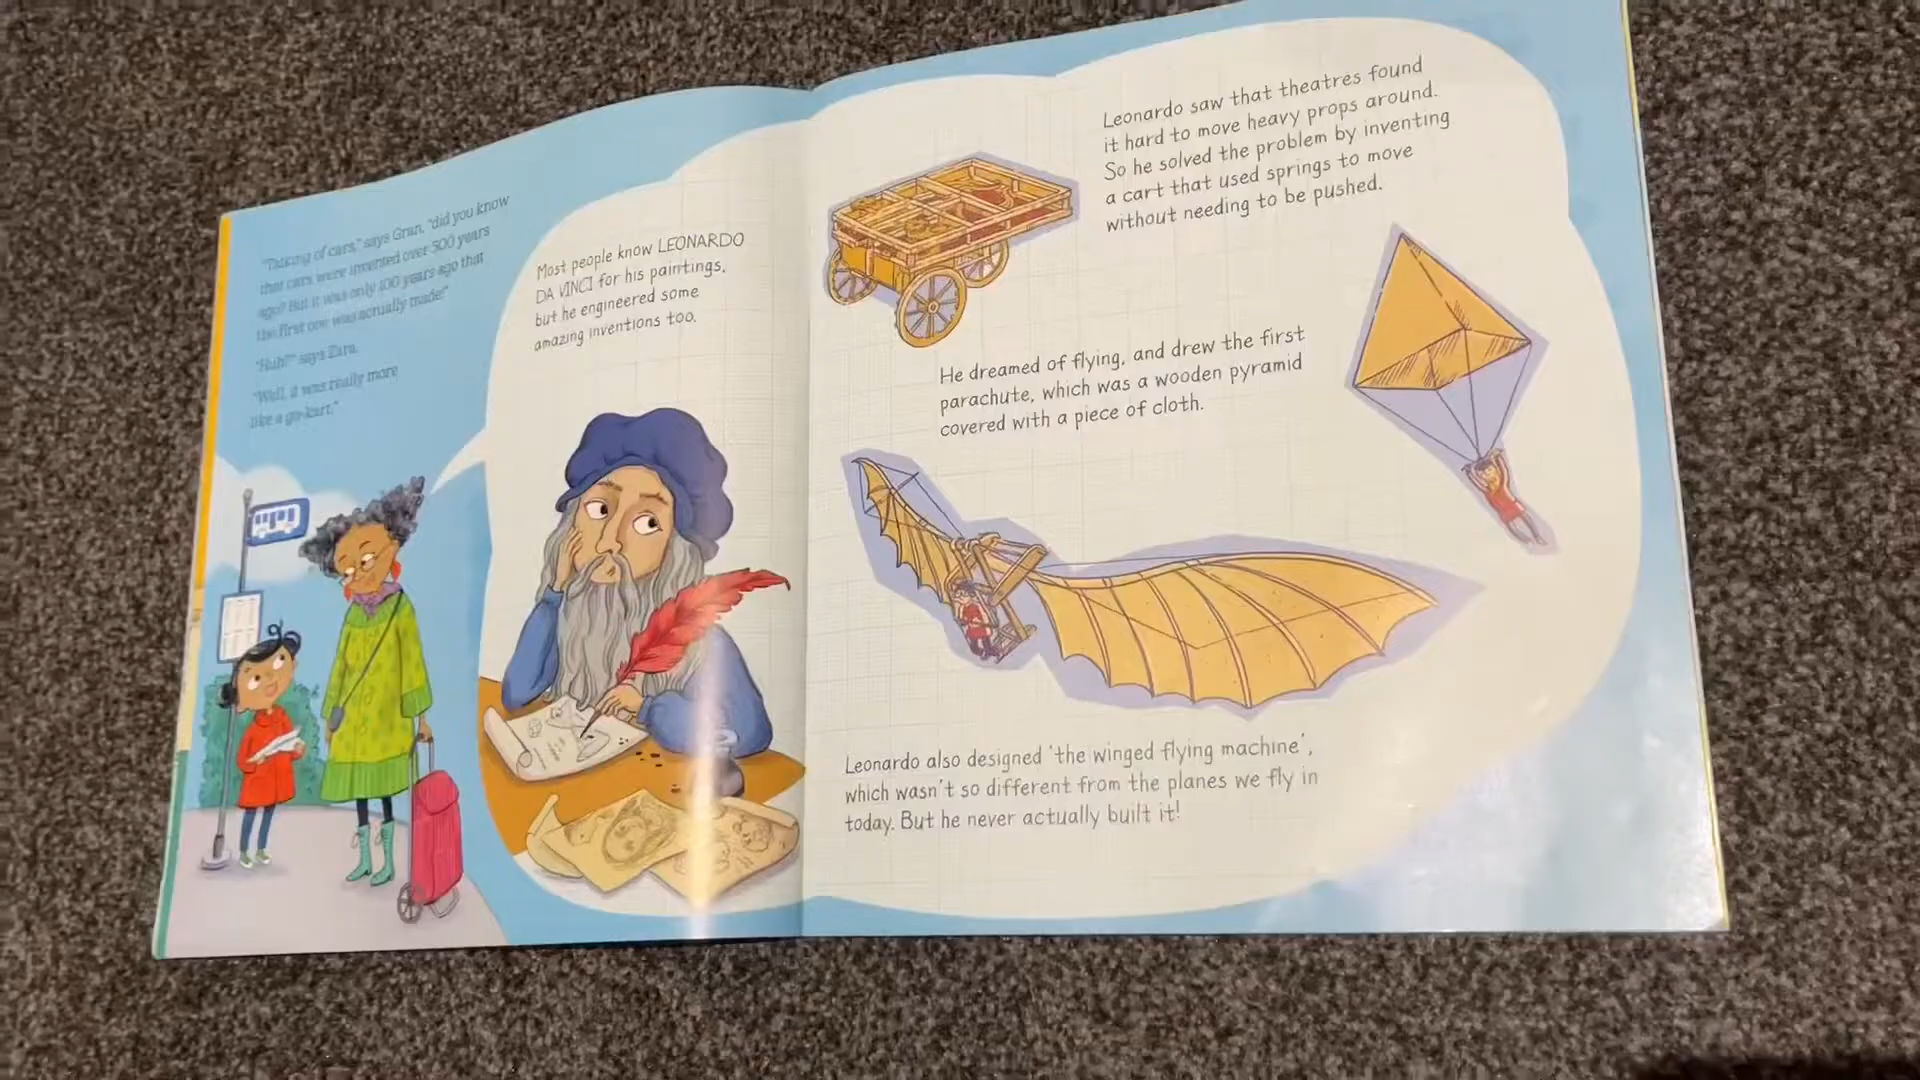 "Talking of cars," says Gran, "did you know
that cars were invented over 500 years
ago? But it was only 100 years ago that
the first one was actually made!"
"Huh?" says Zara.
"Well, it was really more
like a go-kart."
Most people know LEONARDO
DA VINCI for his paintings,
but he engineered some
amazing inventions too.
Leonardo saw that theatres found
it hard to move heavy props around.
So he solved the problem by inventing
a cart that used springs to move
without needing to be pushed.
He dreamed of flying, and drew the first
parachute, which was a wooden pyramid
covered with a piece of cloth.
Leonardo also designed 'the winged flying machine',
which wasn't so different from the planes we fly in
today. But he never actually built it!